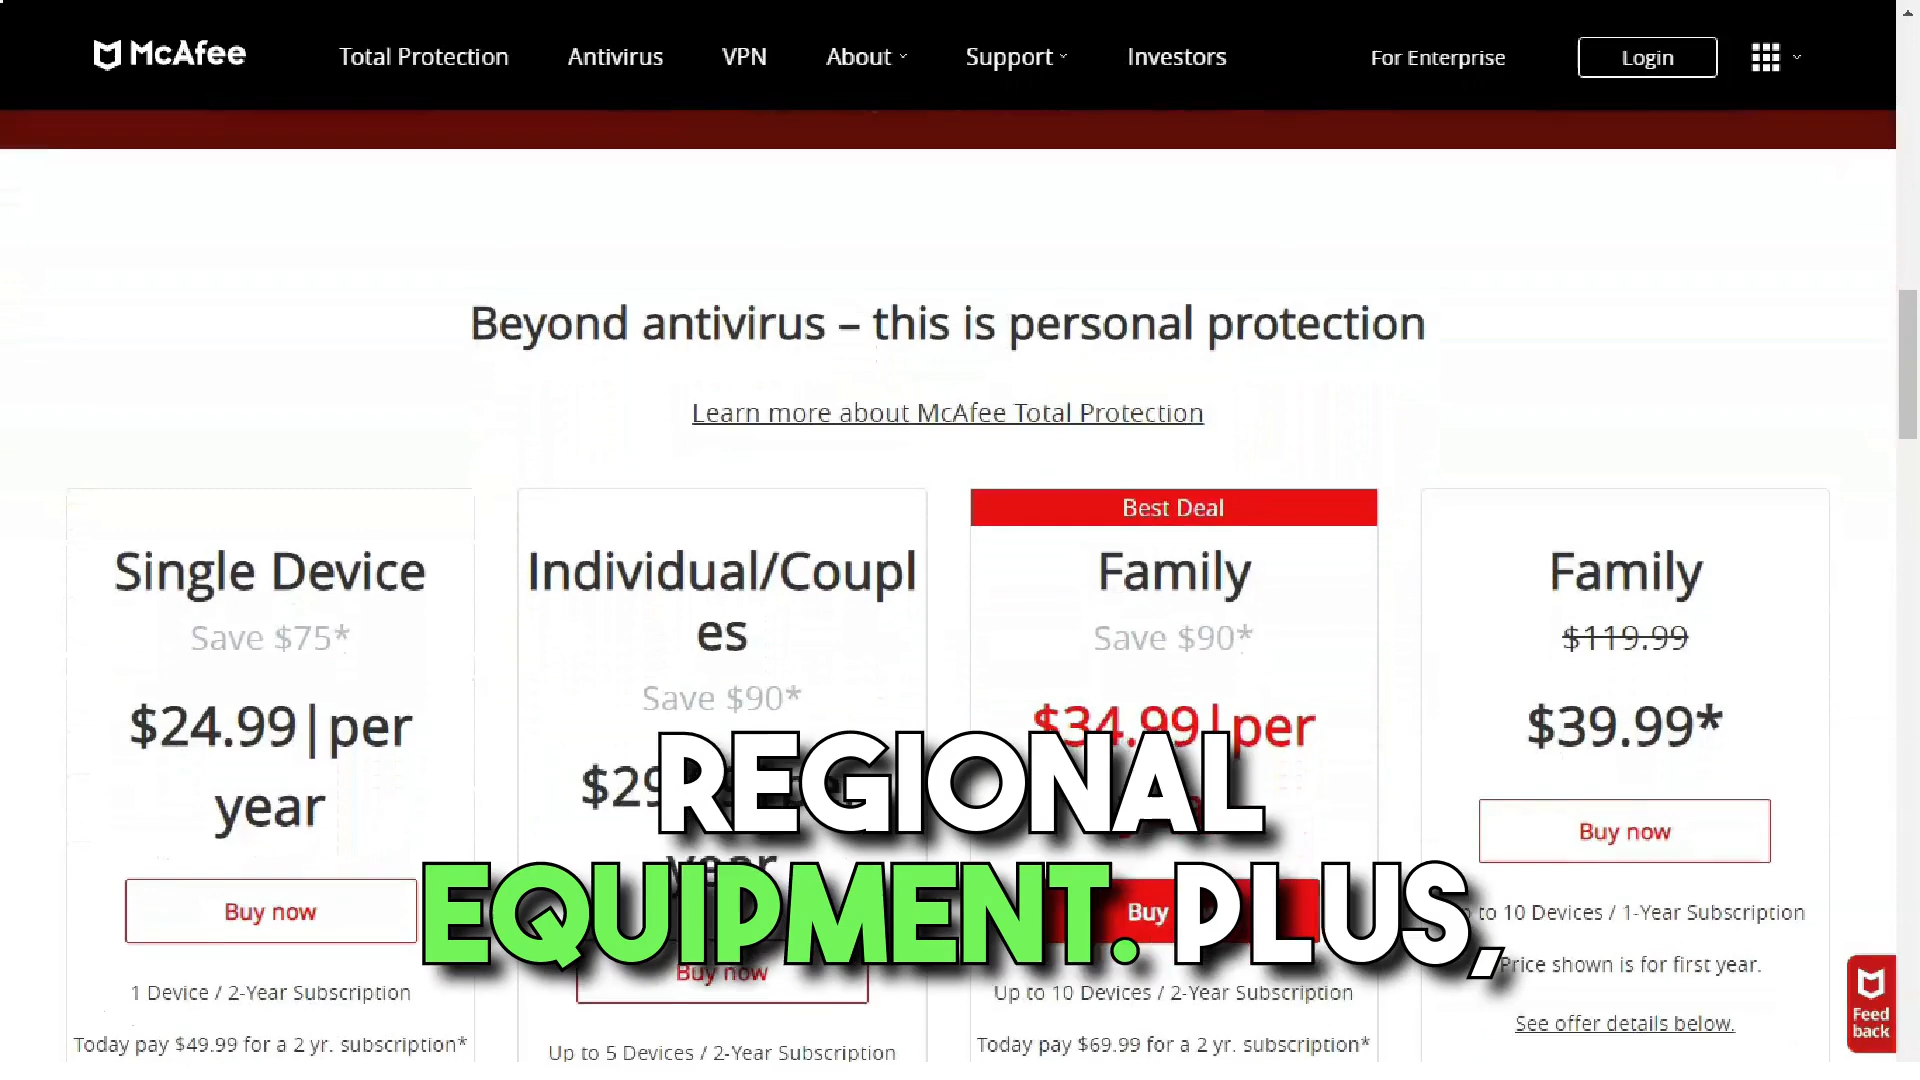 McAfee
Total Protection
Antivirus
VPN
About
Support
Investors
For Enterprise
Login
Beyond antivirus – this is personal protection
Learn more about McAfee Total Protection
Single Device
Save $75*
$24.99|per
year
Buy now
1 Device / 2-Year Subscription
Today pay $49.99 for a 2 yr. subscription*
Individual/Coupl
es
Save $90*
$29
year
Buy now
Up to 5 Devices / 2-Year Subscription
Best Deal
Family
Save $90*
$34.99|per
Buy
Up to 10 Devices / 2-Year Subscription
Today pay $69.99 for a 2 yr. subscription*
Family
$119.99
$39.99*
Buy now
to 10 Devices / 1-Year Subscription
Price shown is for first year.
See offer details below.
REGIONAL
EQUIPMENT. PLUS,
Feed
back